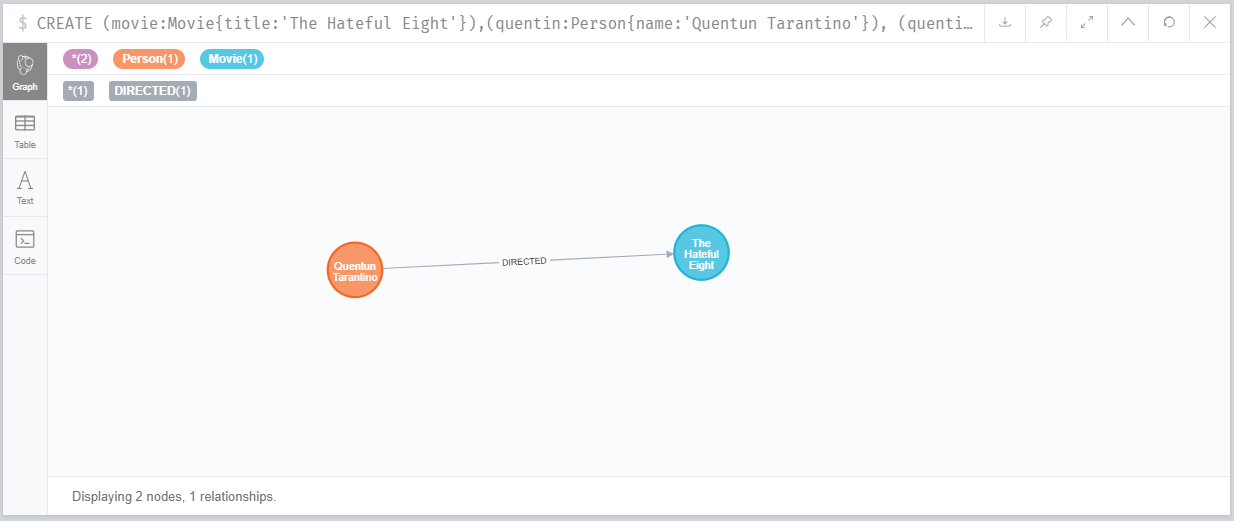 $ CREATE (movie:Movie{title:'The Hateful Eight'}),(quentin:Person{name:'Quentun Tarantino'}), (quenti…
Graph
*(2) Person(1) Movie(1)
*(1) DIRECTED(1)
Table
Text
Code
Quentun
Tarantino
DIRECTED
The
Hateful
Eight
Displaying 2 nodes, 1 relationships.